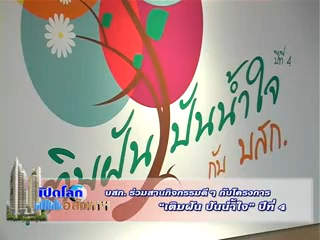 ปีที่ 4
เติมฝัน ปันน้ำใจ
กับ บสก.
เปิดโลก
บสก. ร่วมสานกิจกรรมดีๆ กับโครงการ
"เติมฝัน ปันน้ำใจ" ปีที่ 4